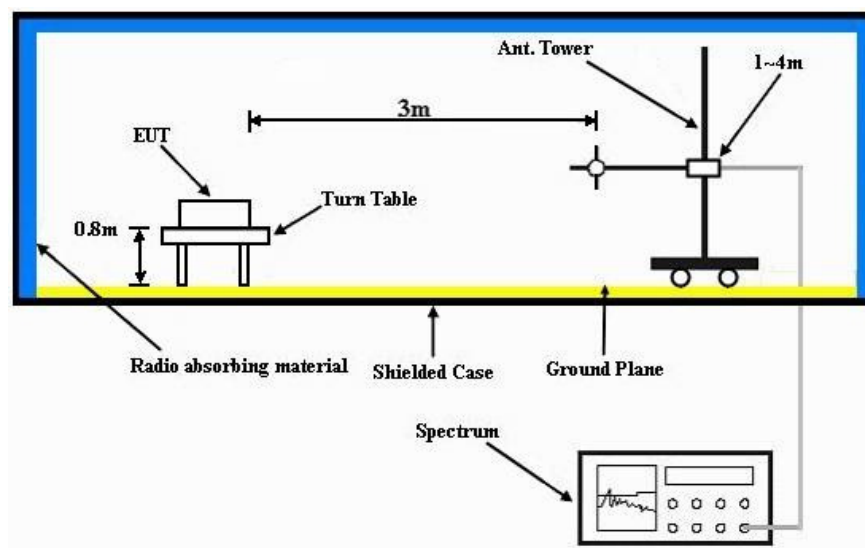 Ant. Tower
1~4m
3m
EUT
Turn Table
0.8m
Radio absorbing material
Shielded Case
Ground Plane
Spectrum